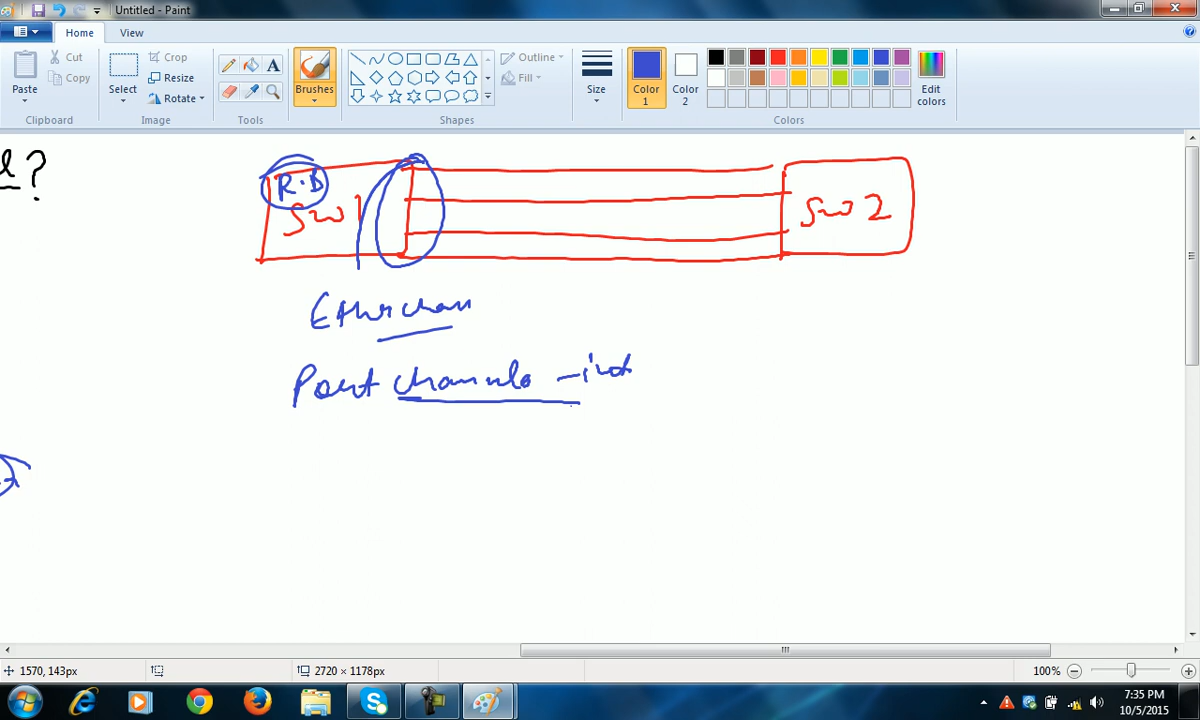 Untitled - Paint
Home
View
Paste
Cut
Copy
Clipboard
Select
Crop
Resize
Rotate
Image
A
Tools
Brushes
Shapes
Outline
Fill
Size
Color 1
Color 2
Colors
Edit colors
?
R.B
SW 1
SW 2
Port channels
1570, 143px
2720 × 1178px
100%
7:35 PM
10/5/2015